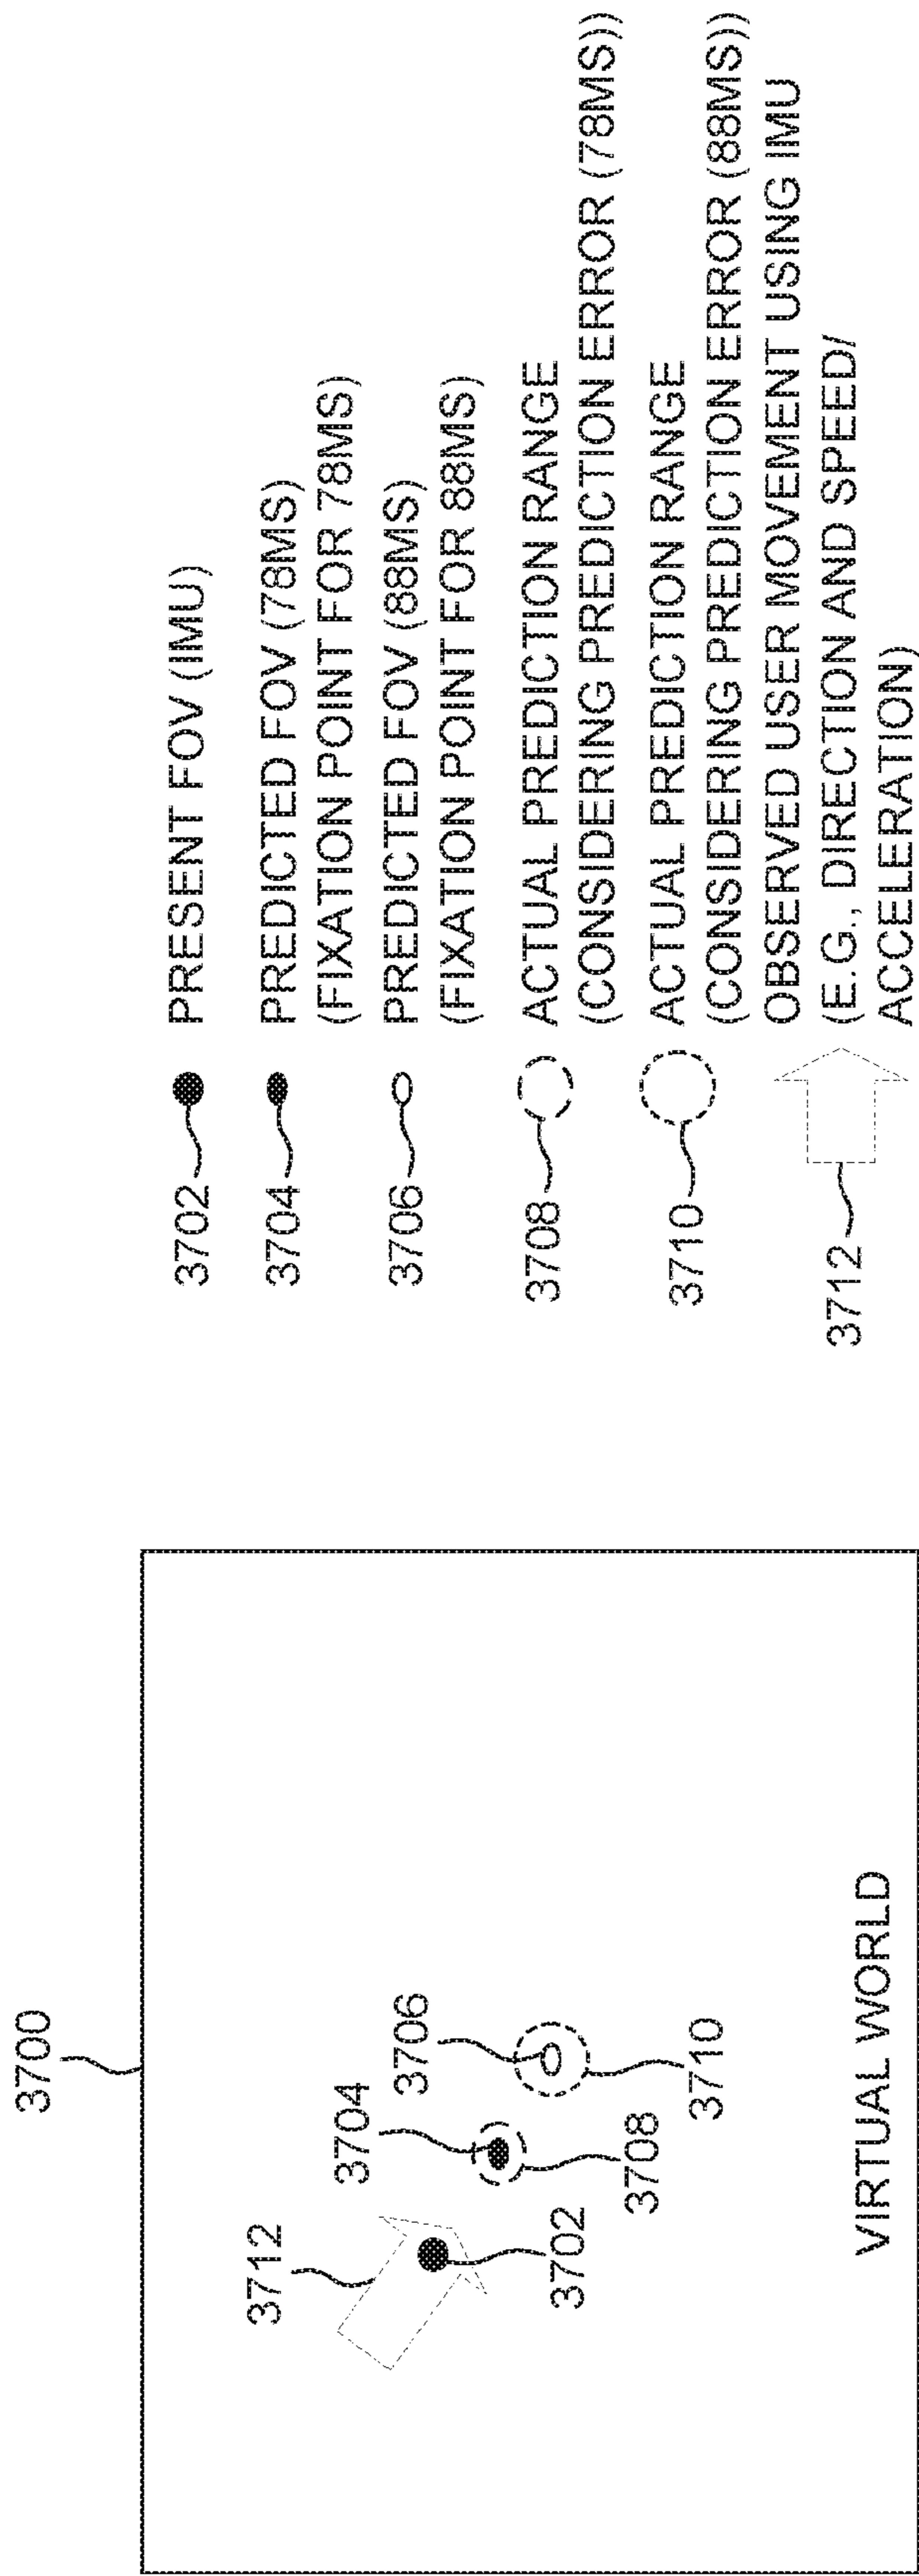 3700
3712
3704
3706
3702
3708
3710
VIRTUAL WORLD
3702
PRESENT FOV (IMU)
3704
PREDICTED FOV (78MS)
(FIXATION POINT FOR 78MS)
3706
PREDICTED FOV (88MS)
(FIXATION POINT FOR 88MS)
3708
ACTUAL PREDICTION RANGE
(CONSIDERING PREDICTION ERROR (78MS))
3710
ACTUAL PREDICTION RANGE
(CONSIDERING PREDICTION ERROR (88MS))
3712
OBSERVED USER MOVEMENT USING IMU
(E.G., DIRECTION AND SPEED/
ACCELERATION)